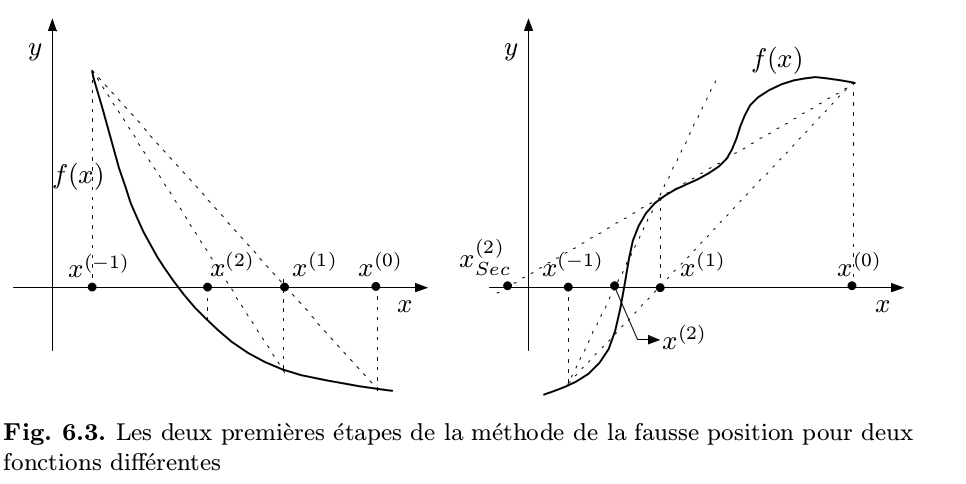 y
f(x)
x^(-1)
x^(2)
x^(1)
x^(0)
x
y
f(x)
x_Sec^(2)
x^(-1)
x^(1)
x^(0)
x
x^(2)
Fig. 6.3. Les deux premières étapes de la méthode de la fausse position pour deux
fonctions différentes